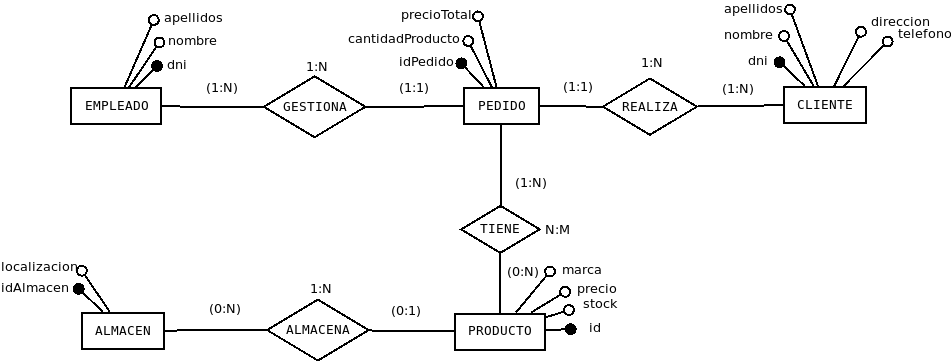 apellidos
nombre
dni
(1:N)
EMPLEADO
1:N
GESTIONA
(1:1)
precioTotal
cantidadProducto
idPedido
PEDIDO
(1:1)
1:N
REALIZA
(1:N)
apellidos
nombre
dni
direccion
telefono
CLIENTE
(1:N)
TIENE
N:M
(0:N)
marca
precio
stock
id
PRODUCTO
localizacion
idAlmacen
ALMACEN
(0:N)
1:N
ALMACENA
(0:1)